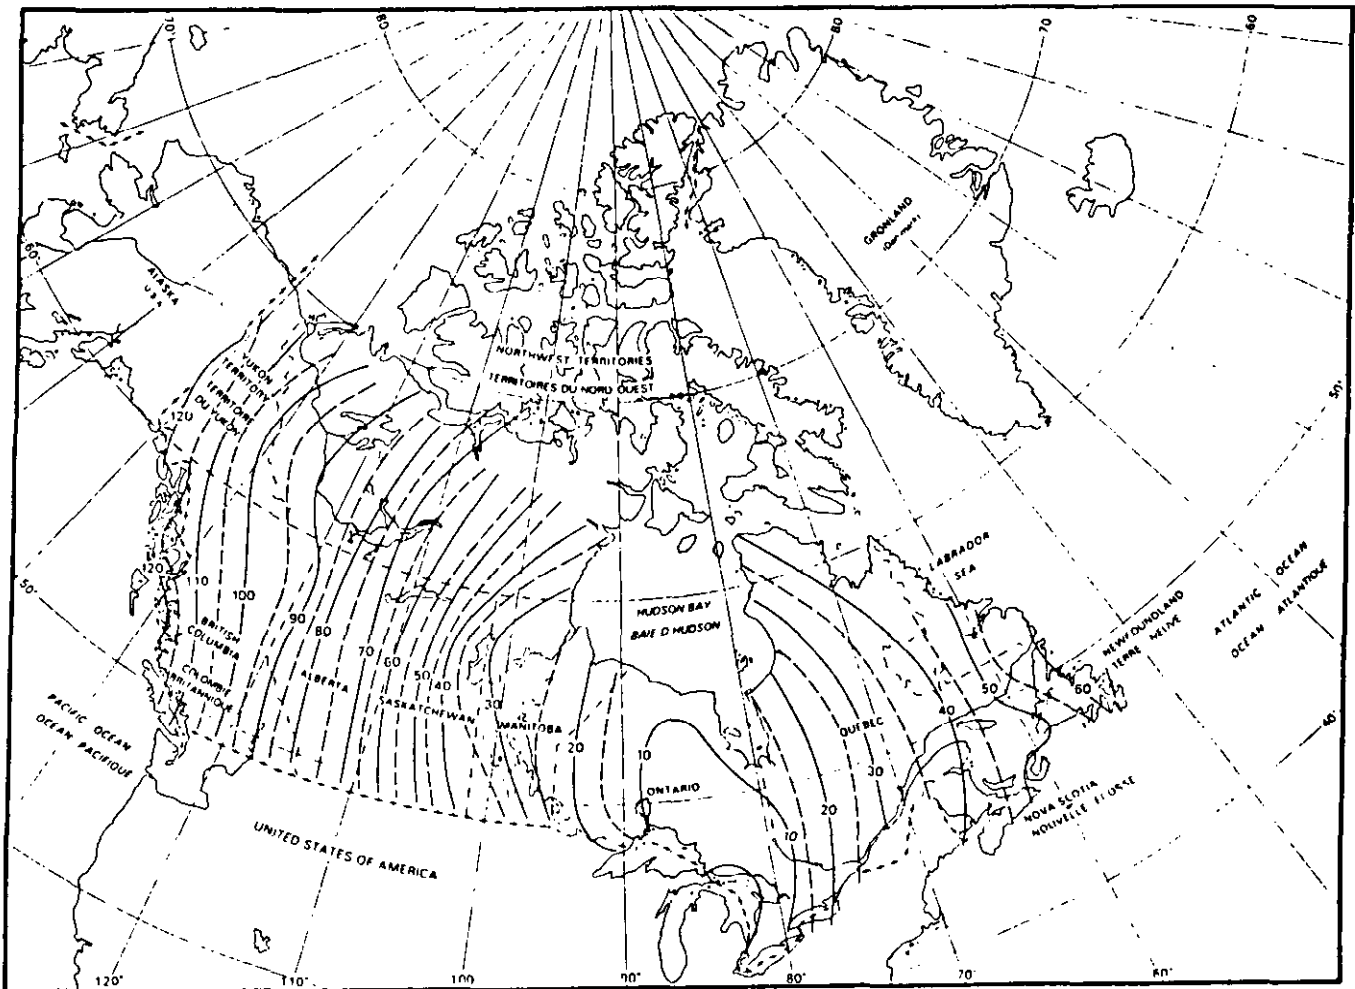 70°
80
80
70
60
60°
ALASKA
U.S.A.
GRONLAND
NORTHWEST TERRITORIES
TERRITOIRES DU NORD OUEST
YUKON
TERRITORY
TERRITOIRE
DU YUKON
120
50°
LABRADOR
SEA
120
110
100
90
80
70
60
50
40
30
20
10
50°
BRITISH
COLUMBIA
COLOMBIE
BRITANNIQUE
ALBERTA
SASKATCHEWAN
MANITOBA
ONTARIO
HUDSON BAY
BAIE D HUDSON
QUEBEC
10
20
30
40
50
60
NEWFOUNDLAND
TERRE NEUVE
ATLANTIC OCEAN
OCEAN ATLANTIQUE
40°
PACIFIC OCEAN
OCEAN PACIFIQUE
NOVA SCOTIA
NOUVELLE ECOSSE
UNITED STATES OF AMERICA
120°
110°
100
90°
80°
70°
60°